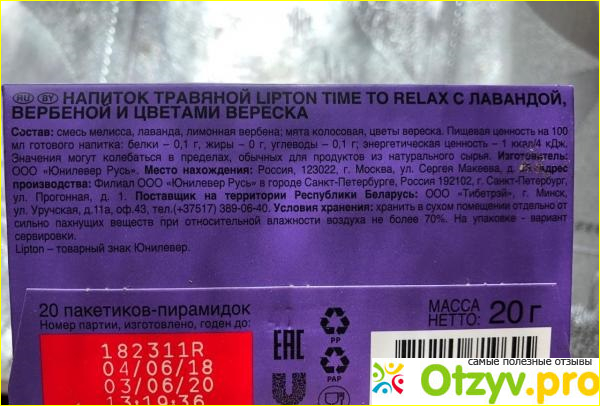 RU BY НАПИТОК ТРАВЯНОЙ LIPTON TIME TO RELAX С ЛАВАНДОЙ,
ВЕРБЕНОЙ И ЦВЕТАМИ ВЕРЕСКА
Состав: смесь мелисса, лаванда, лимонная вербена; мята колосовая, цветы вереска. Пищевая ценность на 100
мл готового напитка: белки – 0,1 г, жиры – 0 г, углеводы – 0,1 г; энергетическая ценность – 1 ккал/4 кДж.
Значения могут колебаться в пределах, обычных для продуктов из натурального сырья. Изготовитель:
ООО «Юнилевер Русь». Место нахождения: Россия, 123022, г. Москва, ул. Сергея Макеева, д. Адрес
производства: Филиал ООО «Юнилевер Русь» в городе Санкт-Петербурге, Россия 192102, г. Санкт-Петербург,
ул. Прогонная, д. 1. Поставщик на территории Республики Беларусь: ООО «Тибетрэй», г. Минск,
ул. Уручская, д.11а, оф.43, тел.(+37517) 389-06-40. Условия хранения: хранить в сухом помещении отдельно от
сильно пахнущих веществ при относительной влажности воздуха не более 70%. На упаковке - вариант
сервировки.
Lipton – товарный знак Юнилевер.
20 пакетиков-пирамидок
Номер партии, изготовлено, годен до:
182311R
04/06/18
03/06/20
13:19:36
EAC
PP
PAP
МАССА
НЕТТО: 20 г
самые полезные отзывы
Otzyv.pro